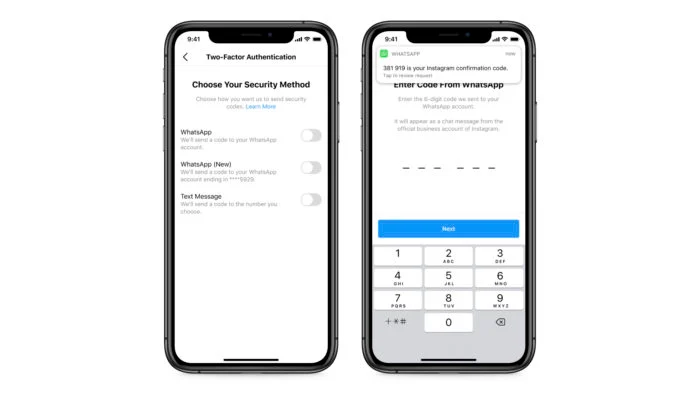 9:41
Two-Factor Authentication
Choose Your Security Method
Choose how you want us to send security
codes. Learn More
WhatsApp
We'll send a code to your WhatsApp
account.
WhatsApp (New)
We'll send a code to your WhatsApp
account ending in ****5929.
Text Message
We'll send a code to the number you
choose.
9:41
WHATSAPP
now
381 919 is your Instagram confirmation code.
Tap to review request
Enter Code From WhatsApp
Enter the 6-digit code we sent to your
WhatsApp account.
It will appear as a chat message from the
official business account of Instagram.
Next
1
2
ABC
3
DEF
4
GHI
5
JKL
6
MNO
7
PQRS
8
TUV
9
WXYZ
+*#
0